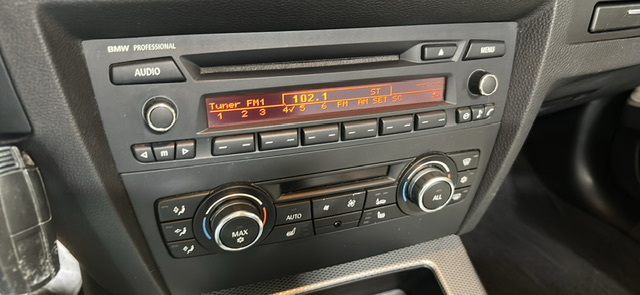 BMW PROFESSIONAL
AUDIO
MENU
102.1 ST
Tuner FM1
1 2 3 4√ 5 6 FM AM SET SC
m
AUTO
MAX
ALL